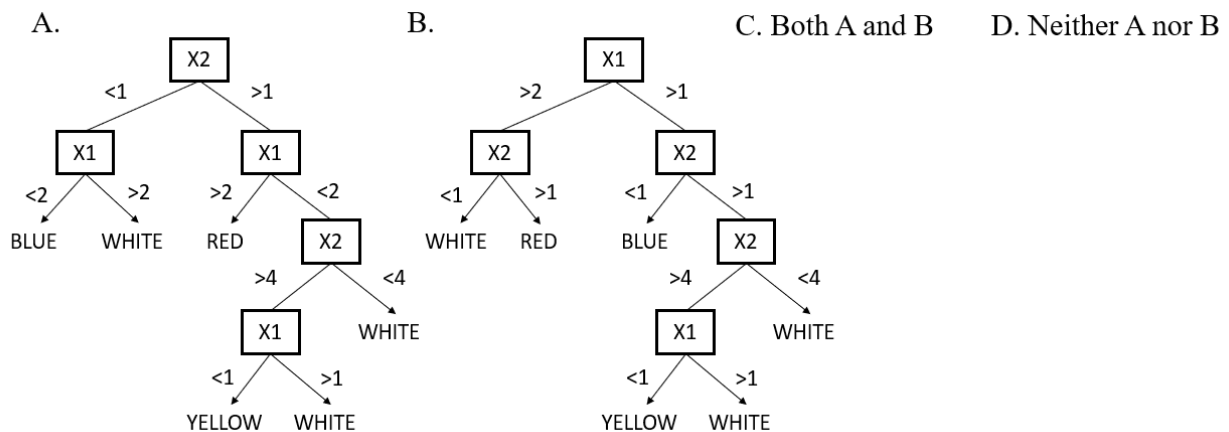 A.
B.
C. Both A and B
D. Neither A nor B
X2
<1
>1
X1
X1
<2
>2
>2
<2
BLUE
WHITE
RED
X2
>4
<4
X1
WHITE
<1
>1
YELLOW
WHITE
X1
>2
>1
X2
X2
<1
>1
<1
>1
WHITE
RED
BLUE
X2
>4
<4
X1
WHITE
<1
>1
YELLOW
WHITE